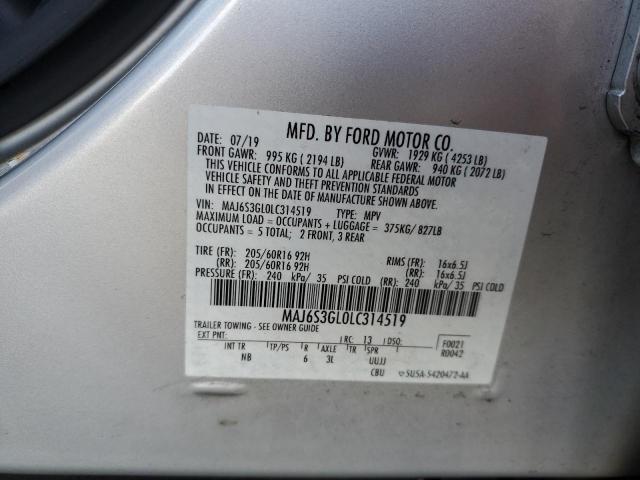 MFD. BY FORD MOTOR CO.
DATE: 07/19 GVWR: 1929 KG ( 4253 LB)
FRONT GAWR: 995 KG ( 2194 LB) REAR GAWR: 940 KG ( 2072 LB)
THIS VEHICLE CONFORMS TO ALL APPLICABLE FEDERAL MOTOR
VEHICLE SAFETY AND THEFT PREVENTION STANDARDS
IN EFFECT ON THE DATE OF MANUFACTURE SHOWN ABOVE.
VIN: MAJ6S3GL0LC314519 TYPE: MPV
MAXIMUM LOAD = OCCUPANTS + LUGGAGE = 375KG/ 827LB
OCCUPANTS = 5 TOTAL; 2 FRONT, 3 REAR
TIRE (FR): 205/60R16 92H RIMS (FR): 16x6.5J
(RR): 205/60R16 92H (RR): 16x6.5J
PRESSURE (FR): 240 kPa/ 35 PSI COLD (RR): 240 kPa/ 35 PSI COLD
MAJ6S3GL0LC314519
TRAILER TOWING - SEE OWNER GUIDE
EXT PNT: RC: 13 DSO: F0021
R0042
INT TR TP/PS R AXLE TR SPR
NB 6 3L UUJJ
CBU 5U5A-5420472-AA